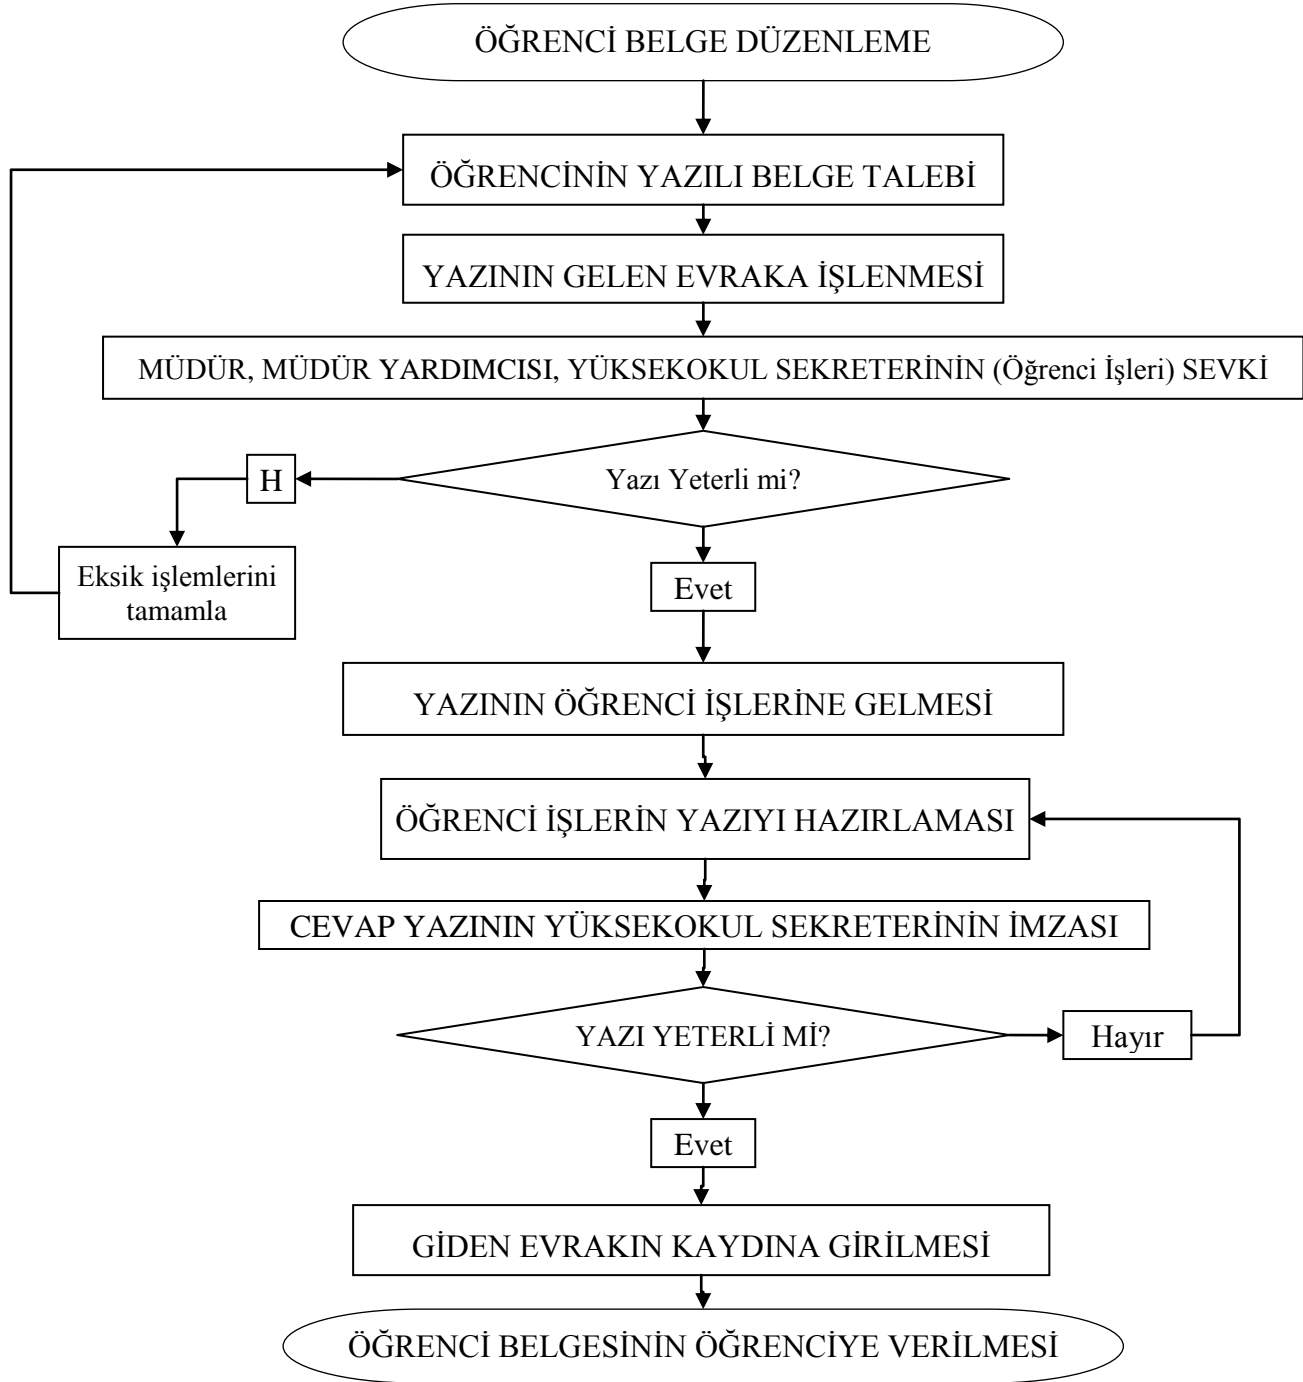 ÖĞRENCİ BELGE DÜZENLEME
ÖĞRENCİNİN YAZILI BELGE TALEBİ
YAZININ GELEN EVRAKA İŞLENMESİ
MÜDÜR, MÜDÜR YARDIMCISI, YÜKSEKOKUL SEKRETERİNİN (Öğrenci İşleri) SEVKİ
Yazı Yeterli mi?
H
Eksik işlemlerini
tamamla
Evet
YAZININ ÖĞRENCİ İŞLERİNE GELMESİ
ÖĞRENCİ İŞLERİN YAZIYI HAZIRLAMASI
CEVAP YAZININ YÜKSEKOKUL SEKRETERİNİN İMZASI
YAZI YETERLİ Mİ?
Hayır
Evet
GİDEN EVRAKIN KAYDINA GİRİLMESİ
ÖĞRENCİ BELGESİNİN ÖĞRENCİYE VERİLMESİ